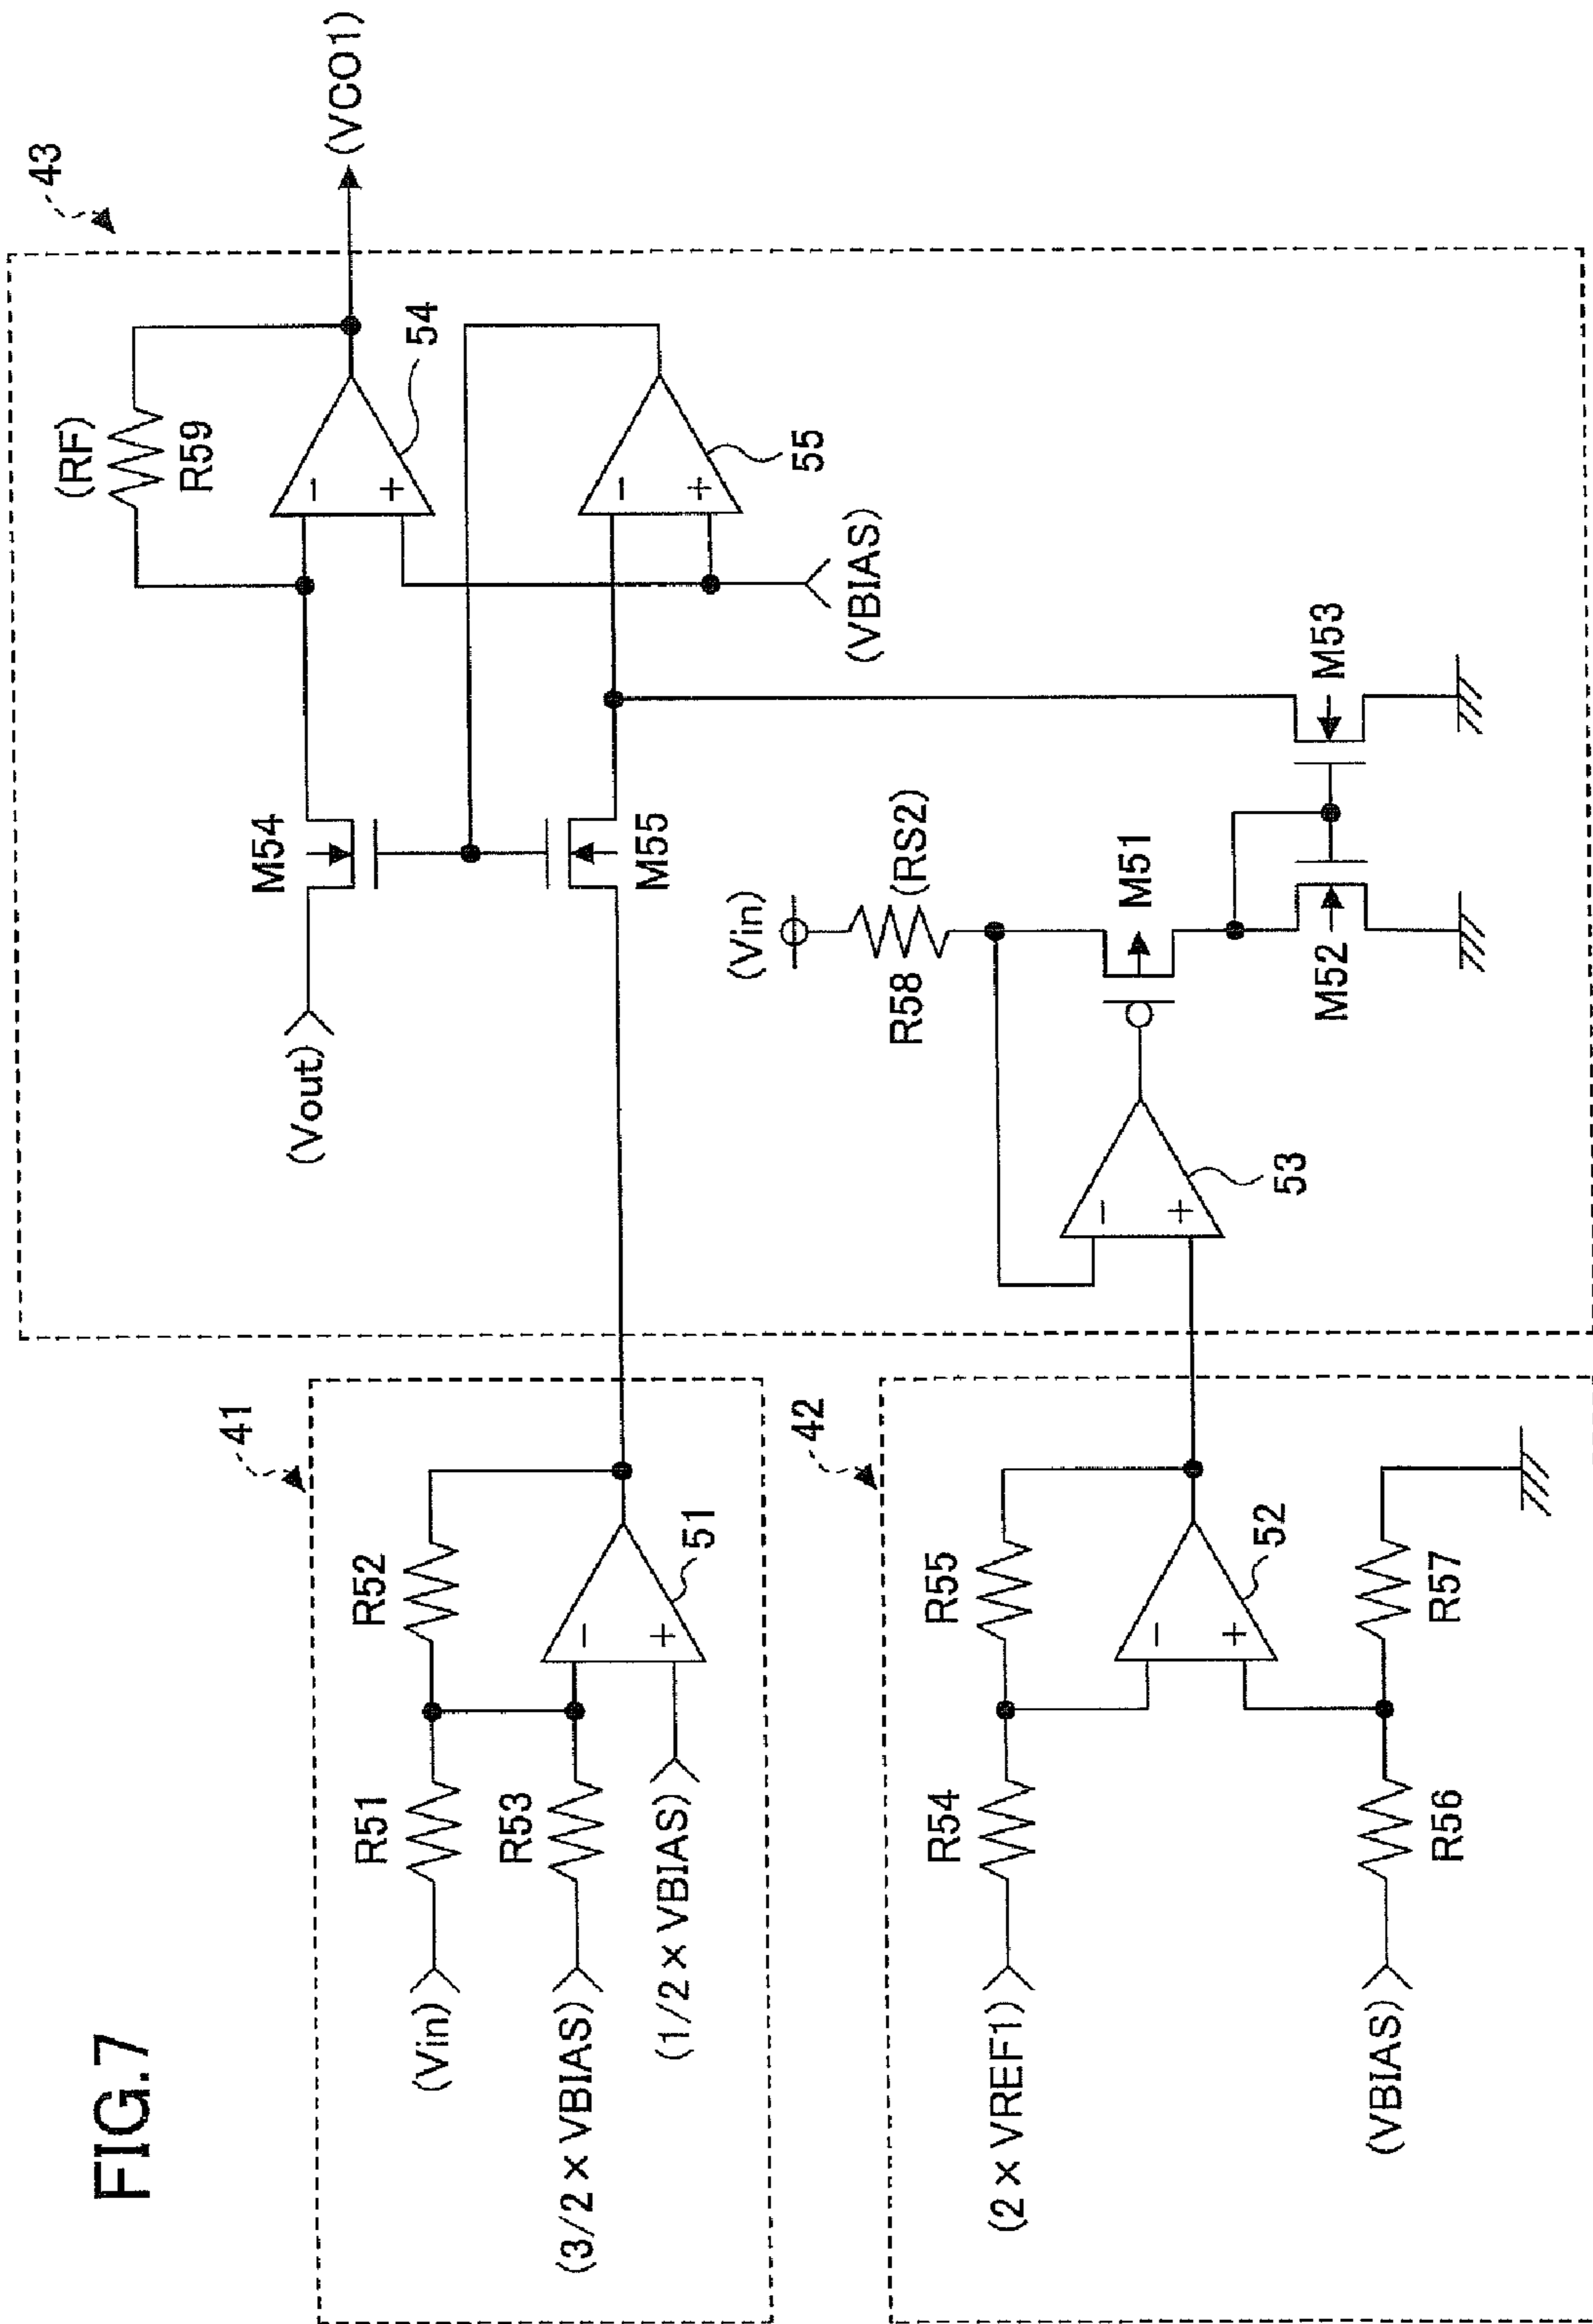 FIG.7
41
(Vin)
R51
R52
(3/2 × VBIAS)
R53
(1/2 × VBIAS)
−
+
51
42
(2 × VREF1)
R54
R55
−
+
52
(VBIAS)
R56
R57
43
(Vout)
M54
(RF)
R59
−
+
54
(VCO1)
M55
−
+
55
(VBIAS)
(Vin)
R58
(RS2)
−
+
53
M51
M52
M53